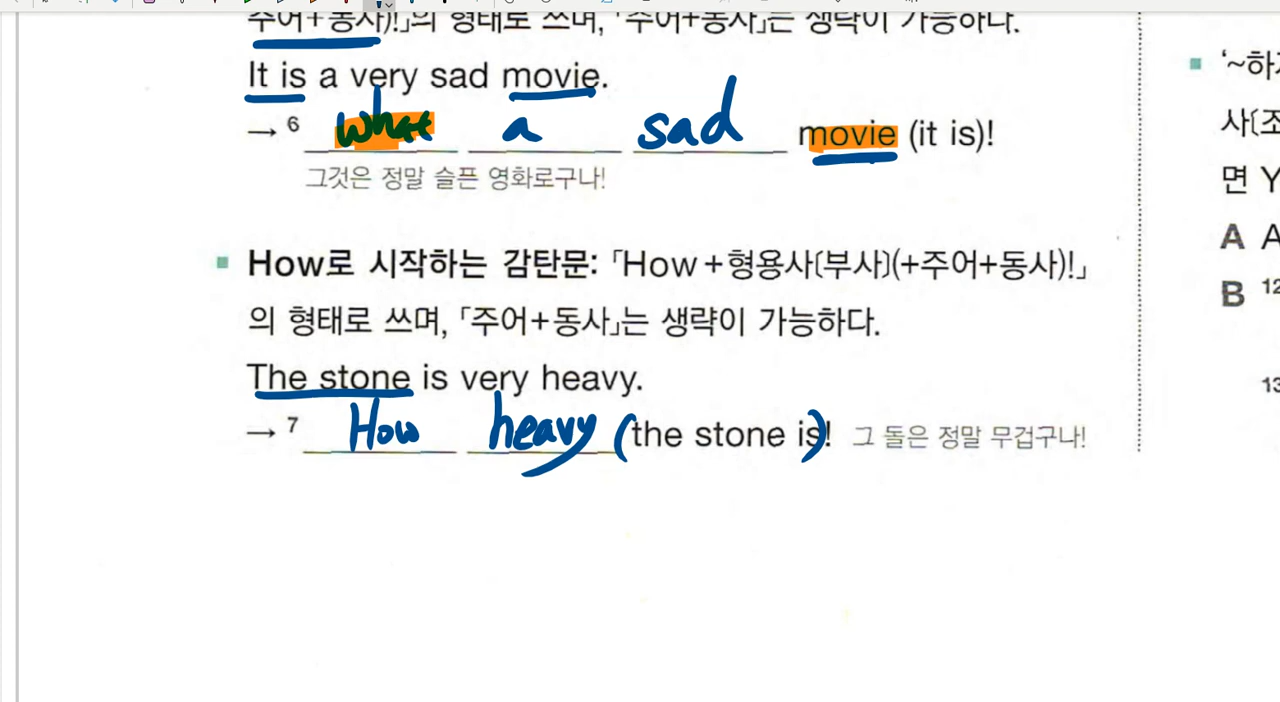 주어+동사)!」의 형태로 쓰며, 「주어+동사」는 생략이 가능하다.
It is a very sad movie.
→ 6 what a sad movie (it is)!
그것은 정말 슬픈 영화로구나!
■ How로 시작하는 감탄문: 「How+형용사[부사](+주어+동사)!」
의 형태로 쓰며, 「주어+동사」는 생략이 가능하다.
The stone is very heavy.
→ 7 How heavy (the stone is)! 그 돌은 정말 무겁구나!
■ '~하
사[조
면 Y
A A
B 12
13